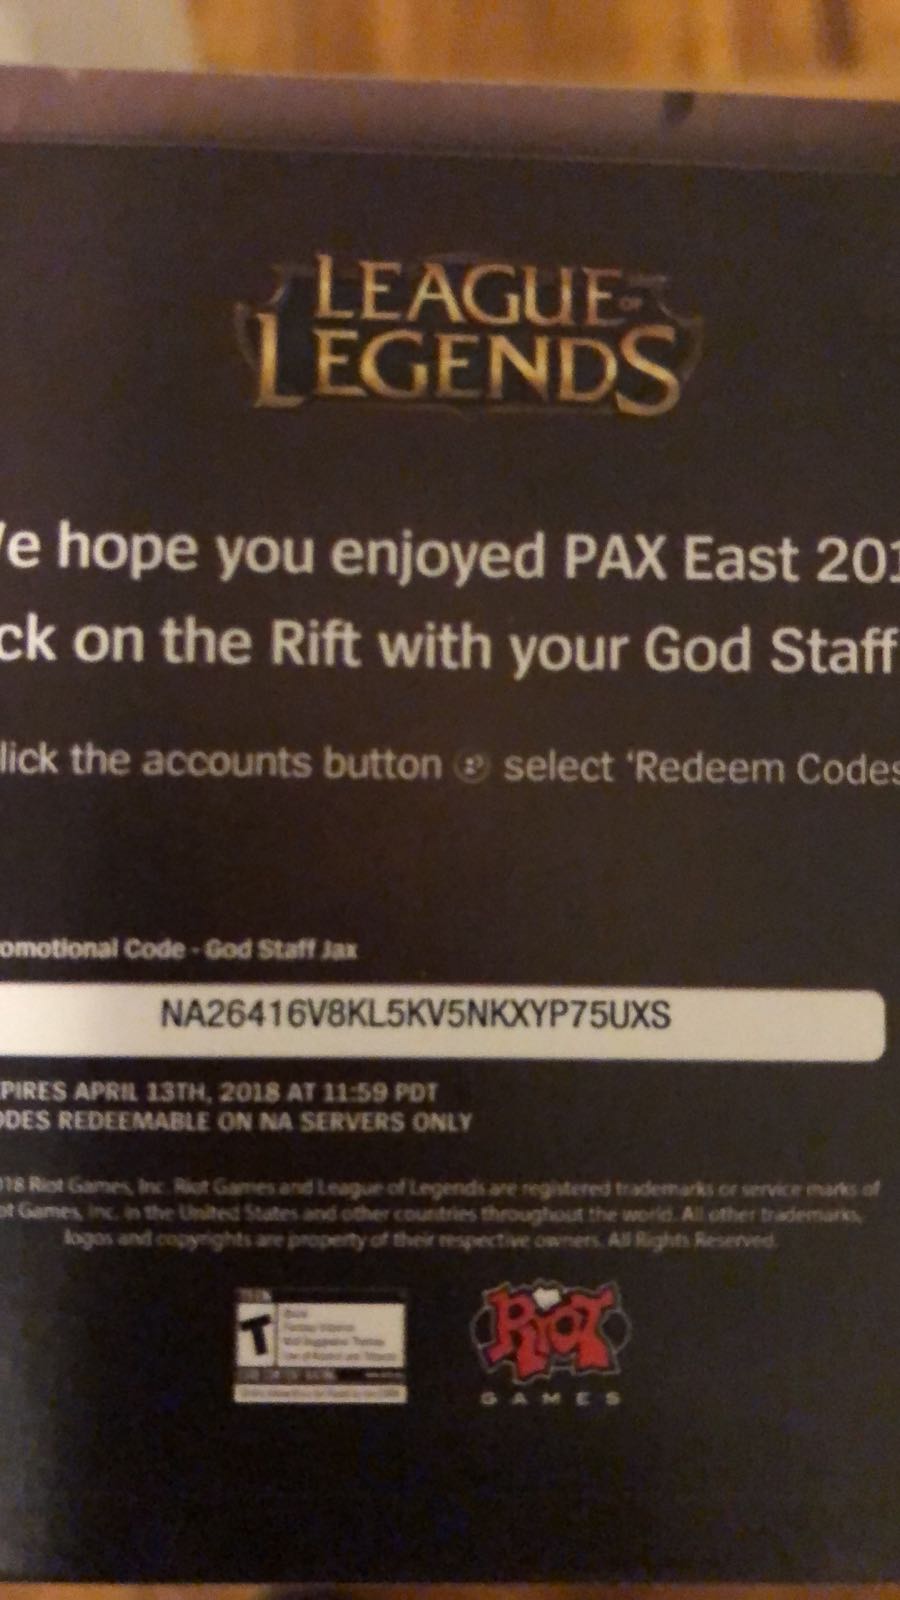 LEAGUE OF
LEGENDS
e hope you enjoyed PAX East 201
ck on the Rift with your God Staff
lick the accounts button select 'Redeem Codes
omotional Code - God Staff Jax
NA26416V8KL5KV5NKXYP75UXS
PIRES APRIL 13TH, 2018 AT 11:59 PDT
ODES REDEEMABLE ON NA SERVERS ONLY
018 Riot Games, Inc. Riot Games and League of Legends are registered trademarks or service marks of
ot Games, Inc. in the United States and other countries throughout the world. All other trademarks,
logos and copyrights are property of their respective owners. All Rights Reserved.
T
RIOT
GAMES